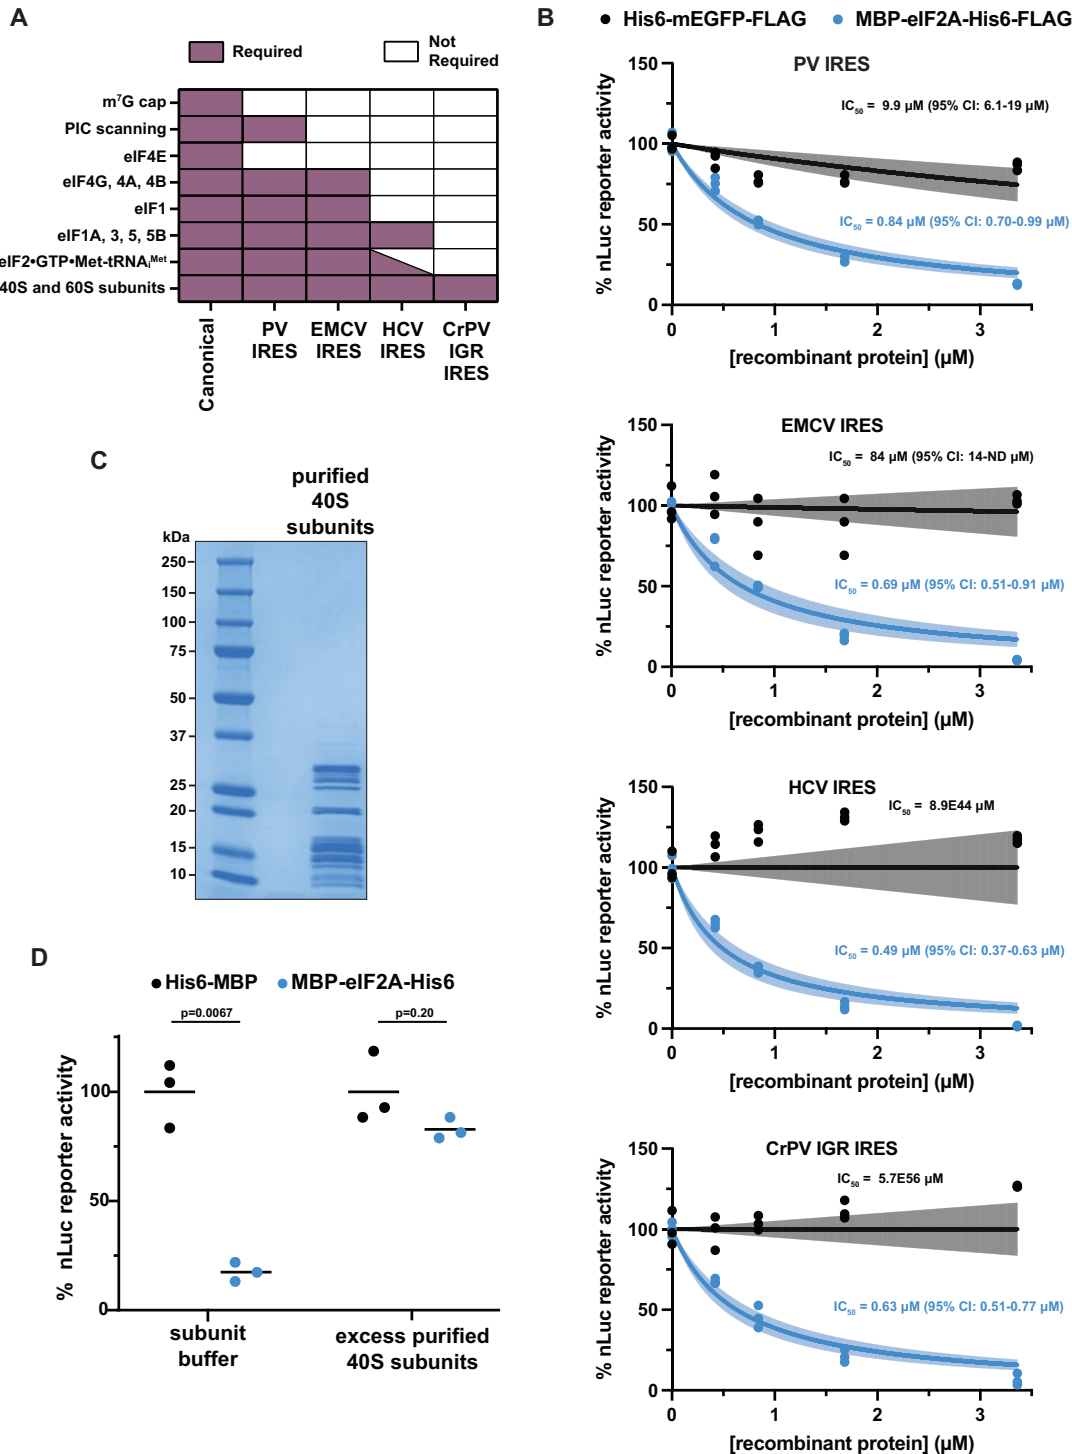 A
Required
Not
Required
m⁷G cap
PIC scanning
eIF4E
eIF4G, 4A, 4B
eIF1
eIF1A, 3, 5, 5B
eIF2•GTP•Met-tRNAᵢᴹᵉᵗ
40S and 60S subunits
Canonical
PV
IRES
EMCV
IRES
HCV
IRES
CrPV
IGR
IRES
B
His6-mEGFP-FLAG
MBP-eIF2A-His6-FLAG
PV IRES
% nLuc reporter activity
150
100
50
0
IC₅₀ = 9.9 µM (95% CI: 6.1-19 µM)
IC₅₀ = 0.84 µM (95% CI: 0.70-0.99 µM)
0 1 2 3
[recombinant protein] (µM)
EMCV IRES
% nLuc reporter activity
150
100
50
0
IC₅₀ = 84 µM (95% CI: 14-ND µM)
IC₅₀ = 0.69 µM (95% CI: 0.51-0.91 µM)
0 1 2 3
[recombinant protein] (µM)
HCV IRES
% nLuc reporter activity
150
100
50
0
IC₅₀ = 8.9E44 µM
IC₅₀ = 0.49 µM (95% CI: 0.37-0.63 µM)
0 1 2 3
[recombinant protein] (µM)
CrPV IGR IRES
% nLuc reporter activity
150
100
50
0
IC₅₀ = 5.7E56 µM
IC₅₀ = 0.63 µM (95% CI: 0.51-0.77 µM)
0 1 2 3
[recombinant protein] (µM)
C
purified
40S
subunits
kDa
250
150
100
75
50
37
25
20
15
10
D
His6-MBP
MBP-eIF2A-His6
p=0.0067
p=0.20
% nLuc reporter activity
100
50
0
subunit
buffer
excess purified
40S subunits